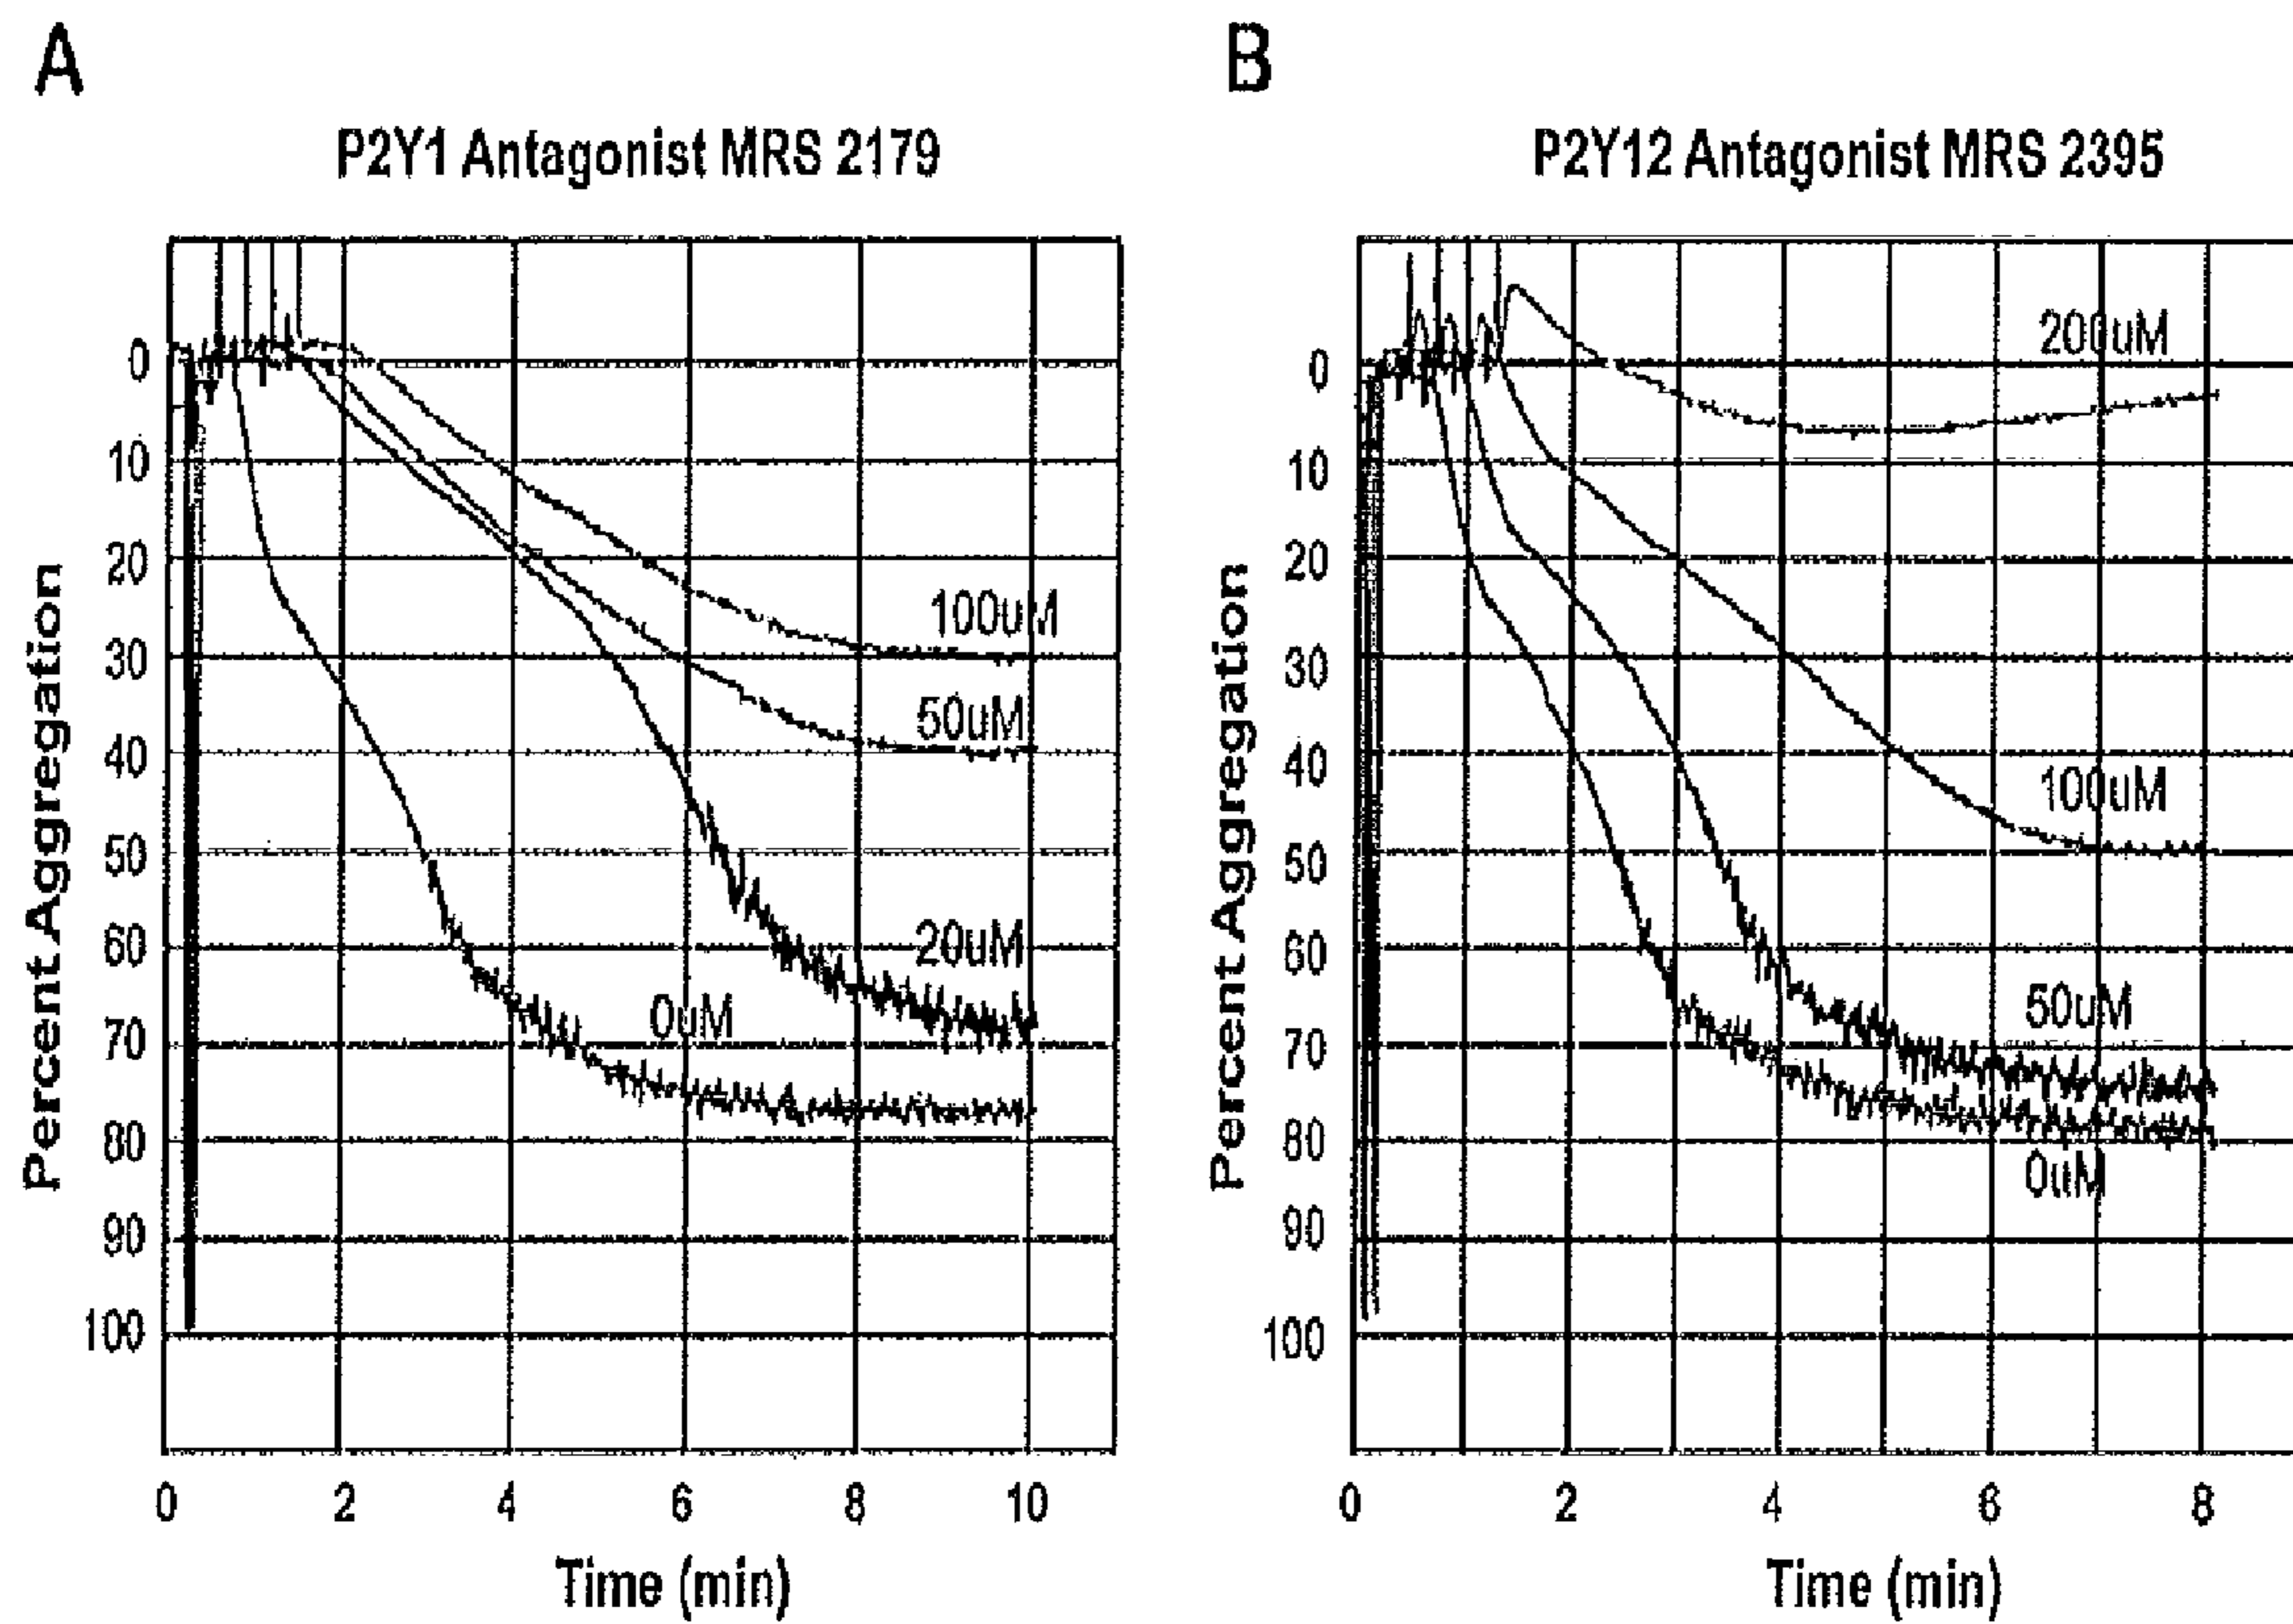 A
P2Y1 Antagonist MRS 2179
Percent Aggregation
0
10
20
30
40
50
60
70
80
90
100
100uM
50uM
20uM
0uM
0 2 4 6 8 10
Time (min)
B
P2Y12 Antagonist MRS 2395
Percent Aggregation
0
10
20
30
40
50
60
70
80
90
100
200uM
100uM
50uM
0uM
0 2 4 6 8
Time (min)